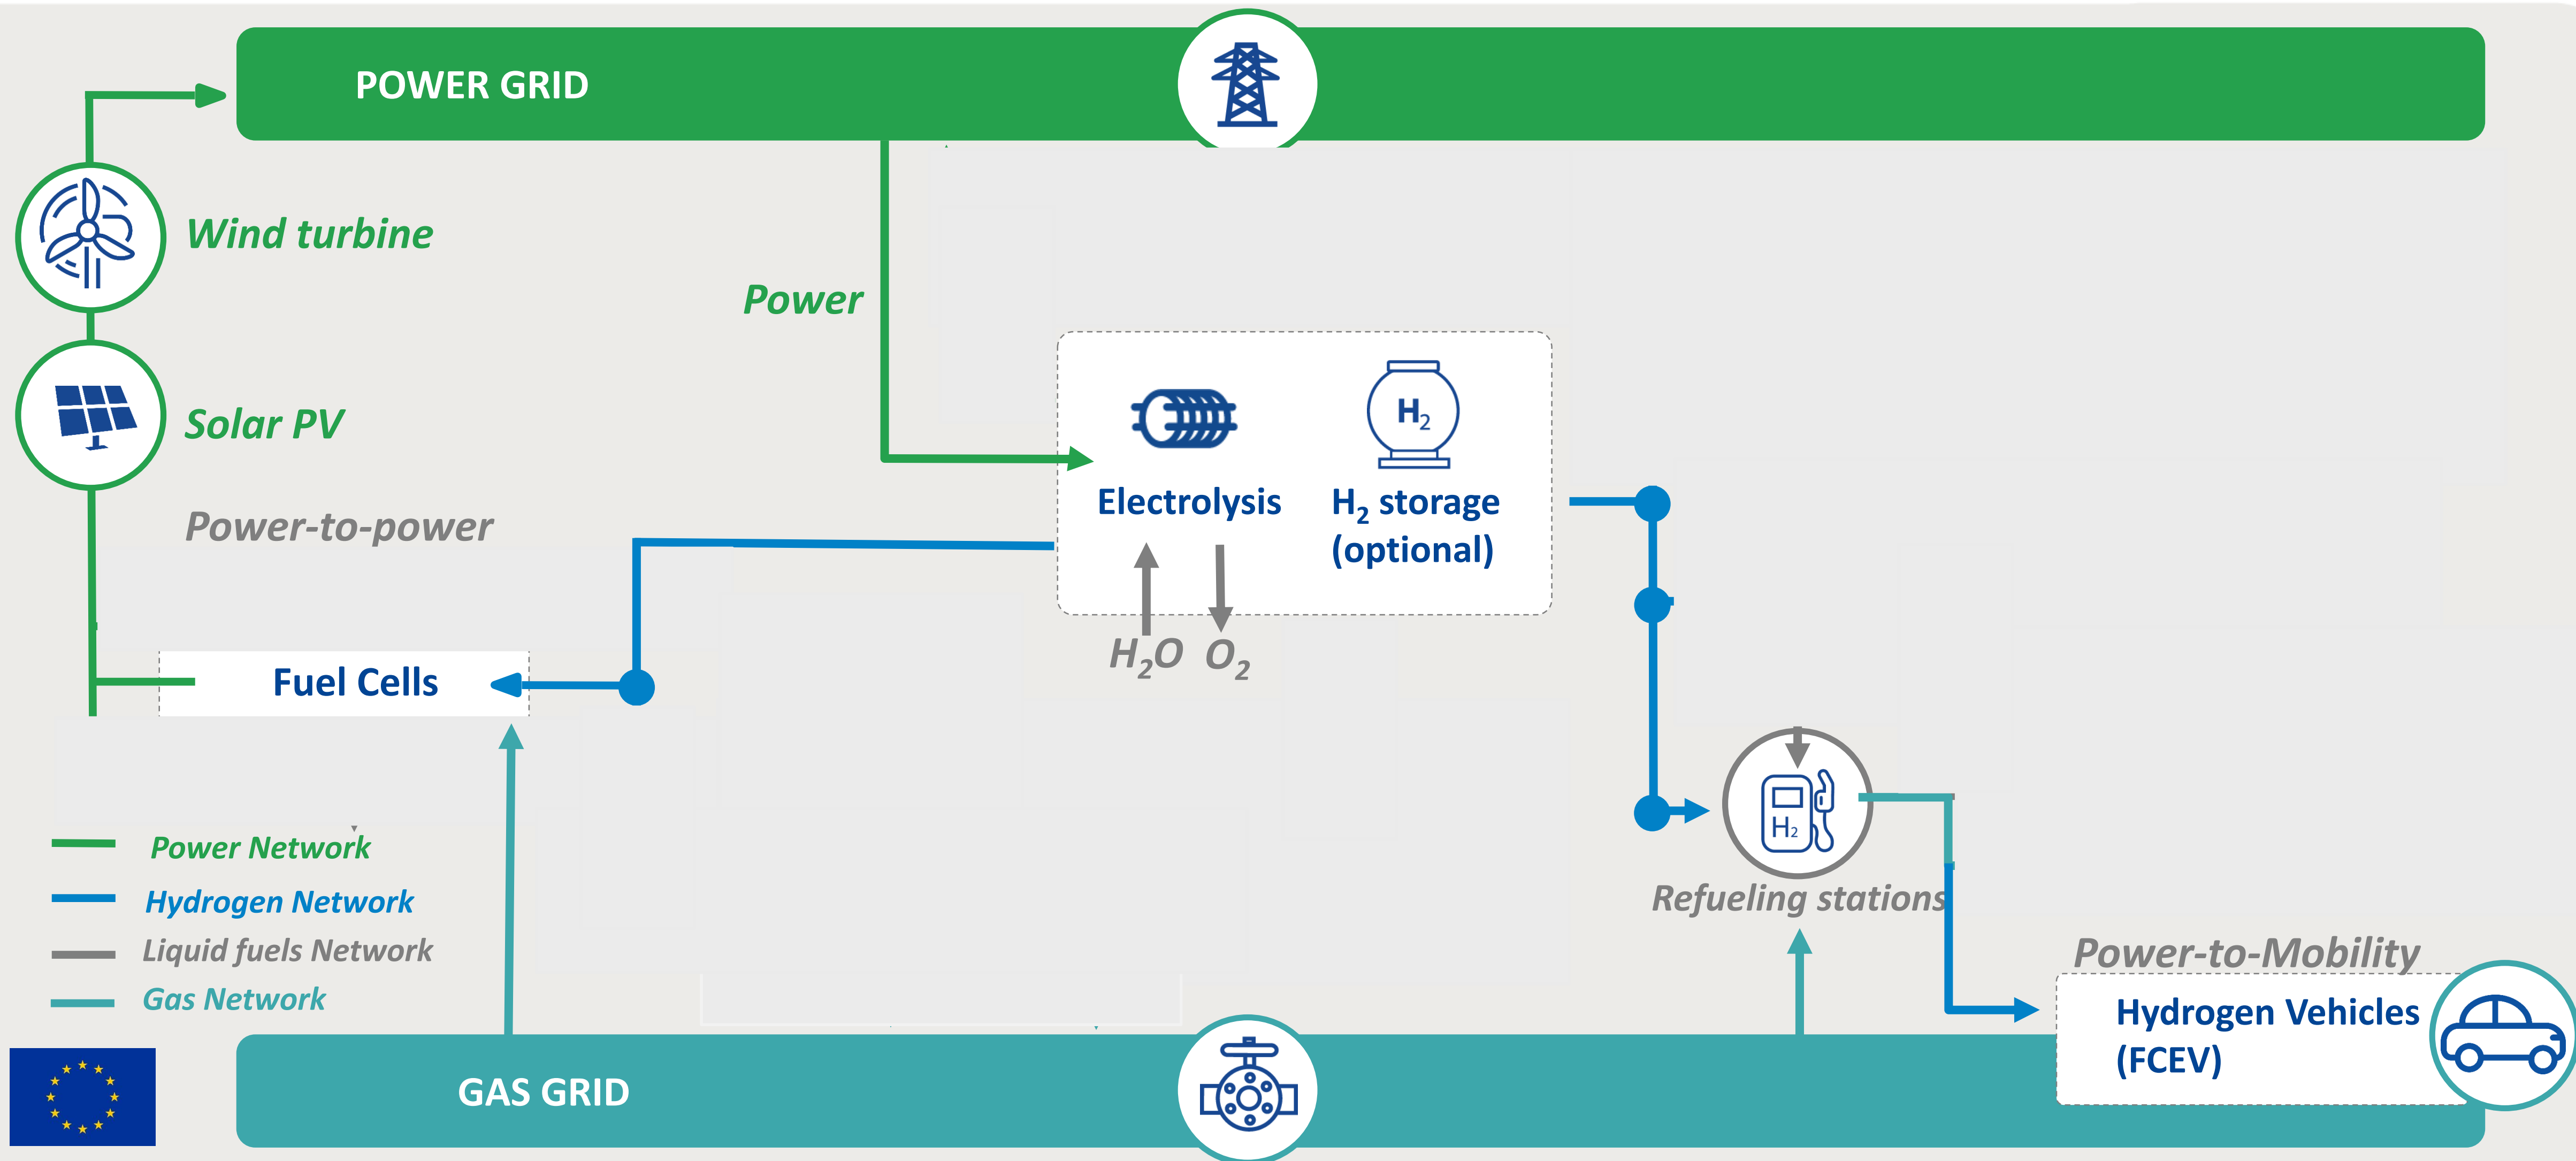 POWER GRID
Wind turbine
Power
Solar PV
H₂
Electrolysis
H₂ storage
(optional)
Power-to-power
H₂O
O₂
Fuel Cells
H₂
Refueling stations
Power Network
Hydrogen Network
Liquid fuels Network
Gas Network
Power-to-Mobility
Hydrogen Vehicles
(FCEV)
GAS GRID